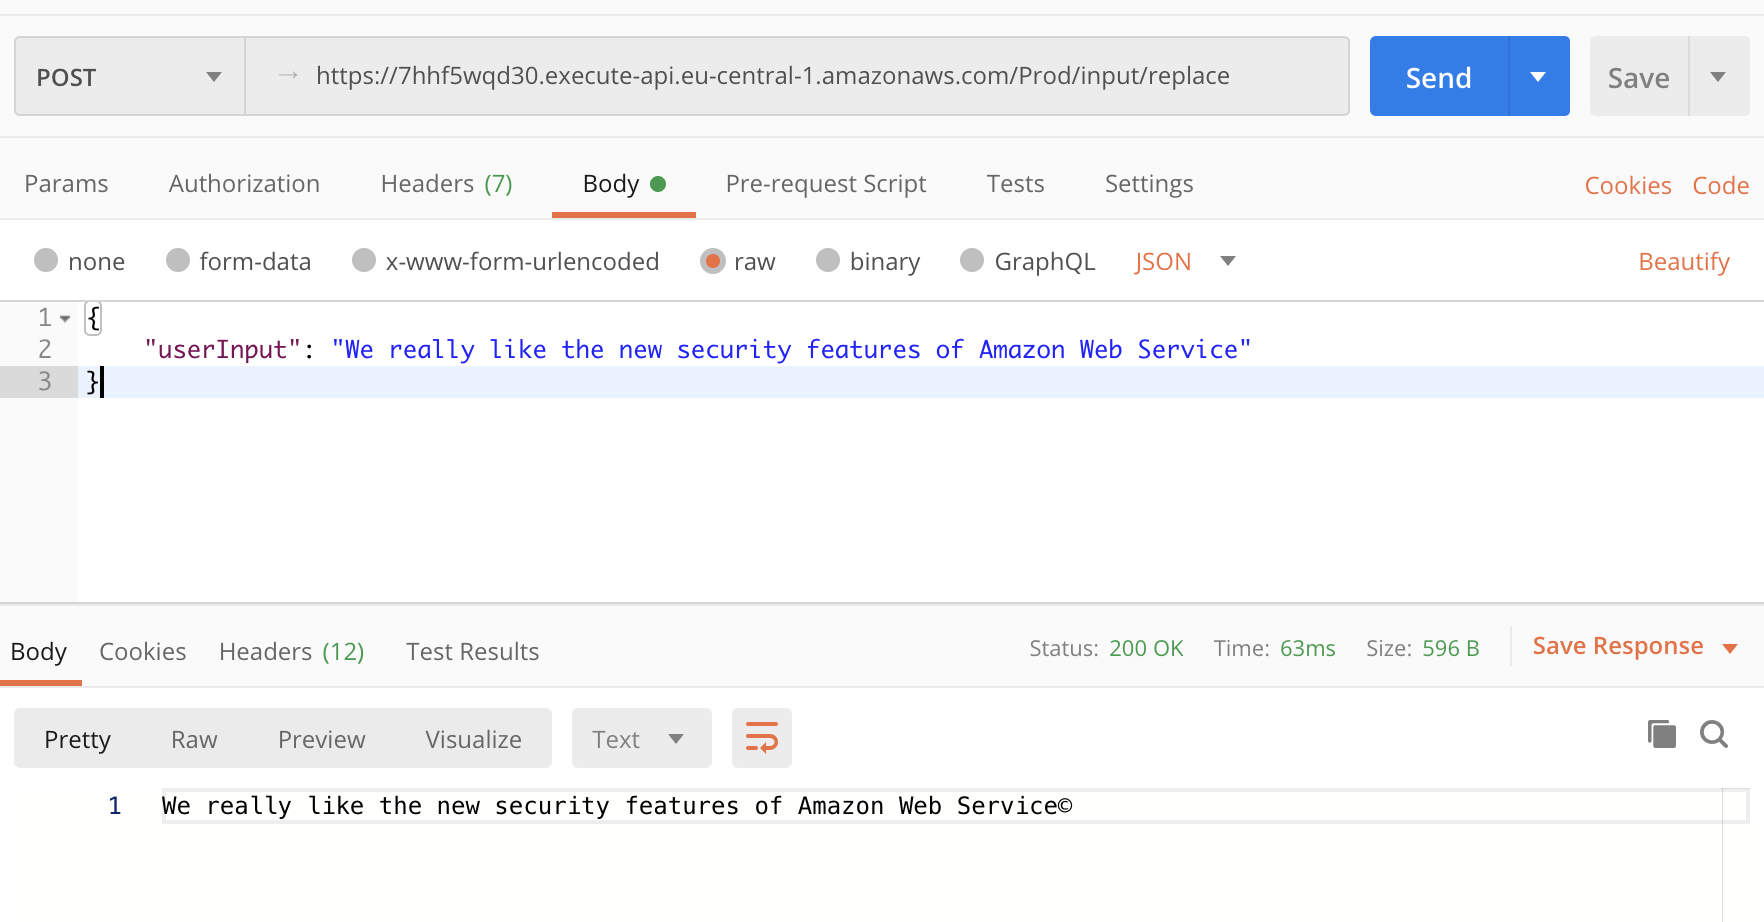 POST → https://7hhf5wqd30.execute-api.eu-central-1.amazonaws.com/Prod/input/replace Send Save
Params Authorization Headers (7) Body Pre-request Script Tests Settings Cookies Code
none form-data x-www-form-urlencoded raw binary GraphQL JSON Beautify
1 {
2 "userInput": "We really like the new security features of Amazon Web Service"
3 }
Body Cookies Headers (12) Test Results Status: 200 OK Time: 63ms Size: 596 B Save Response
Pretty Raw Preview Visualize Text
1 We really like the new security features of Amazon Web Service©